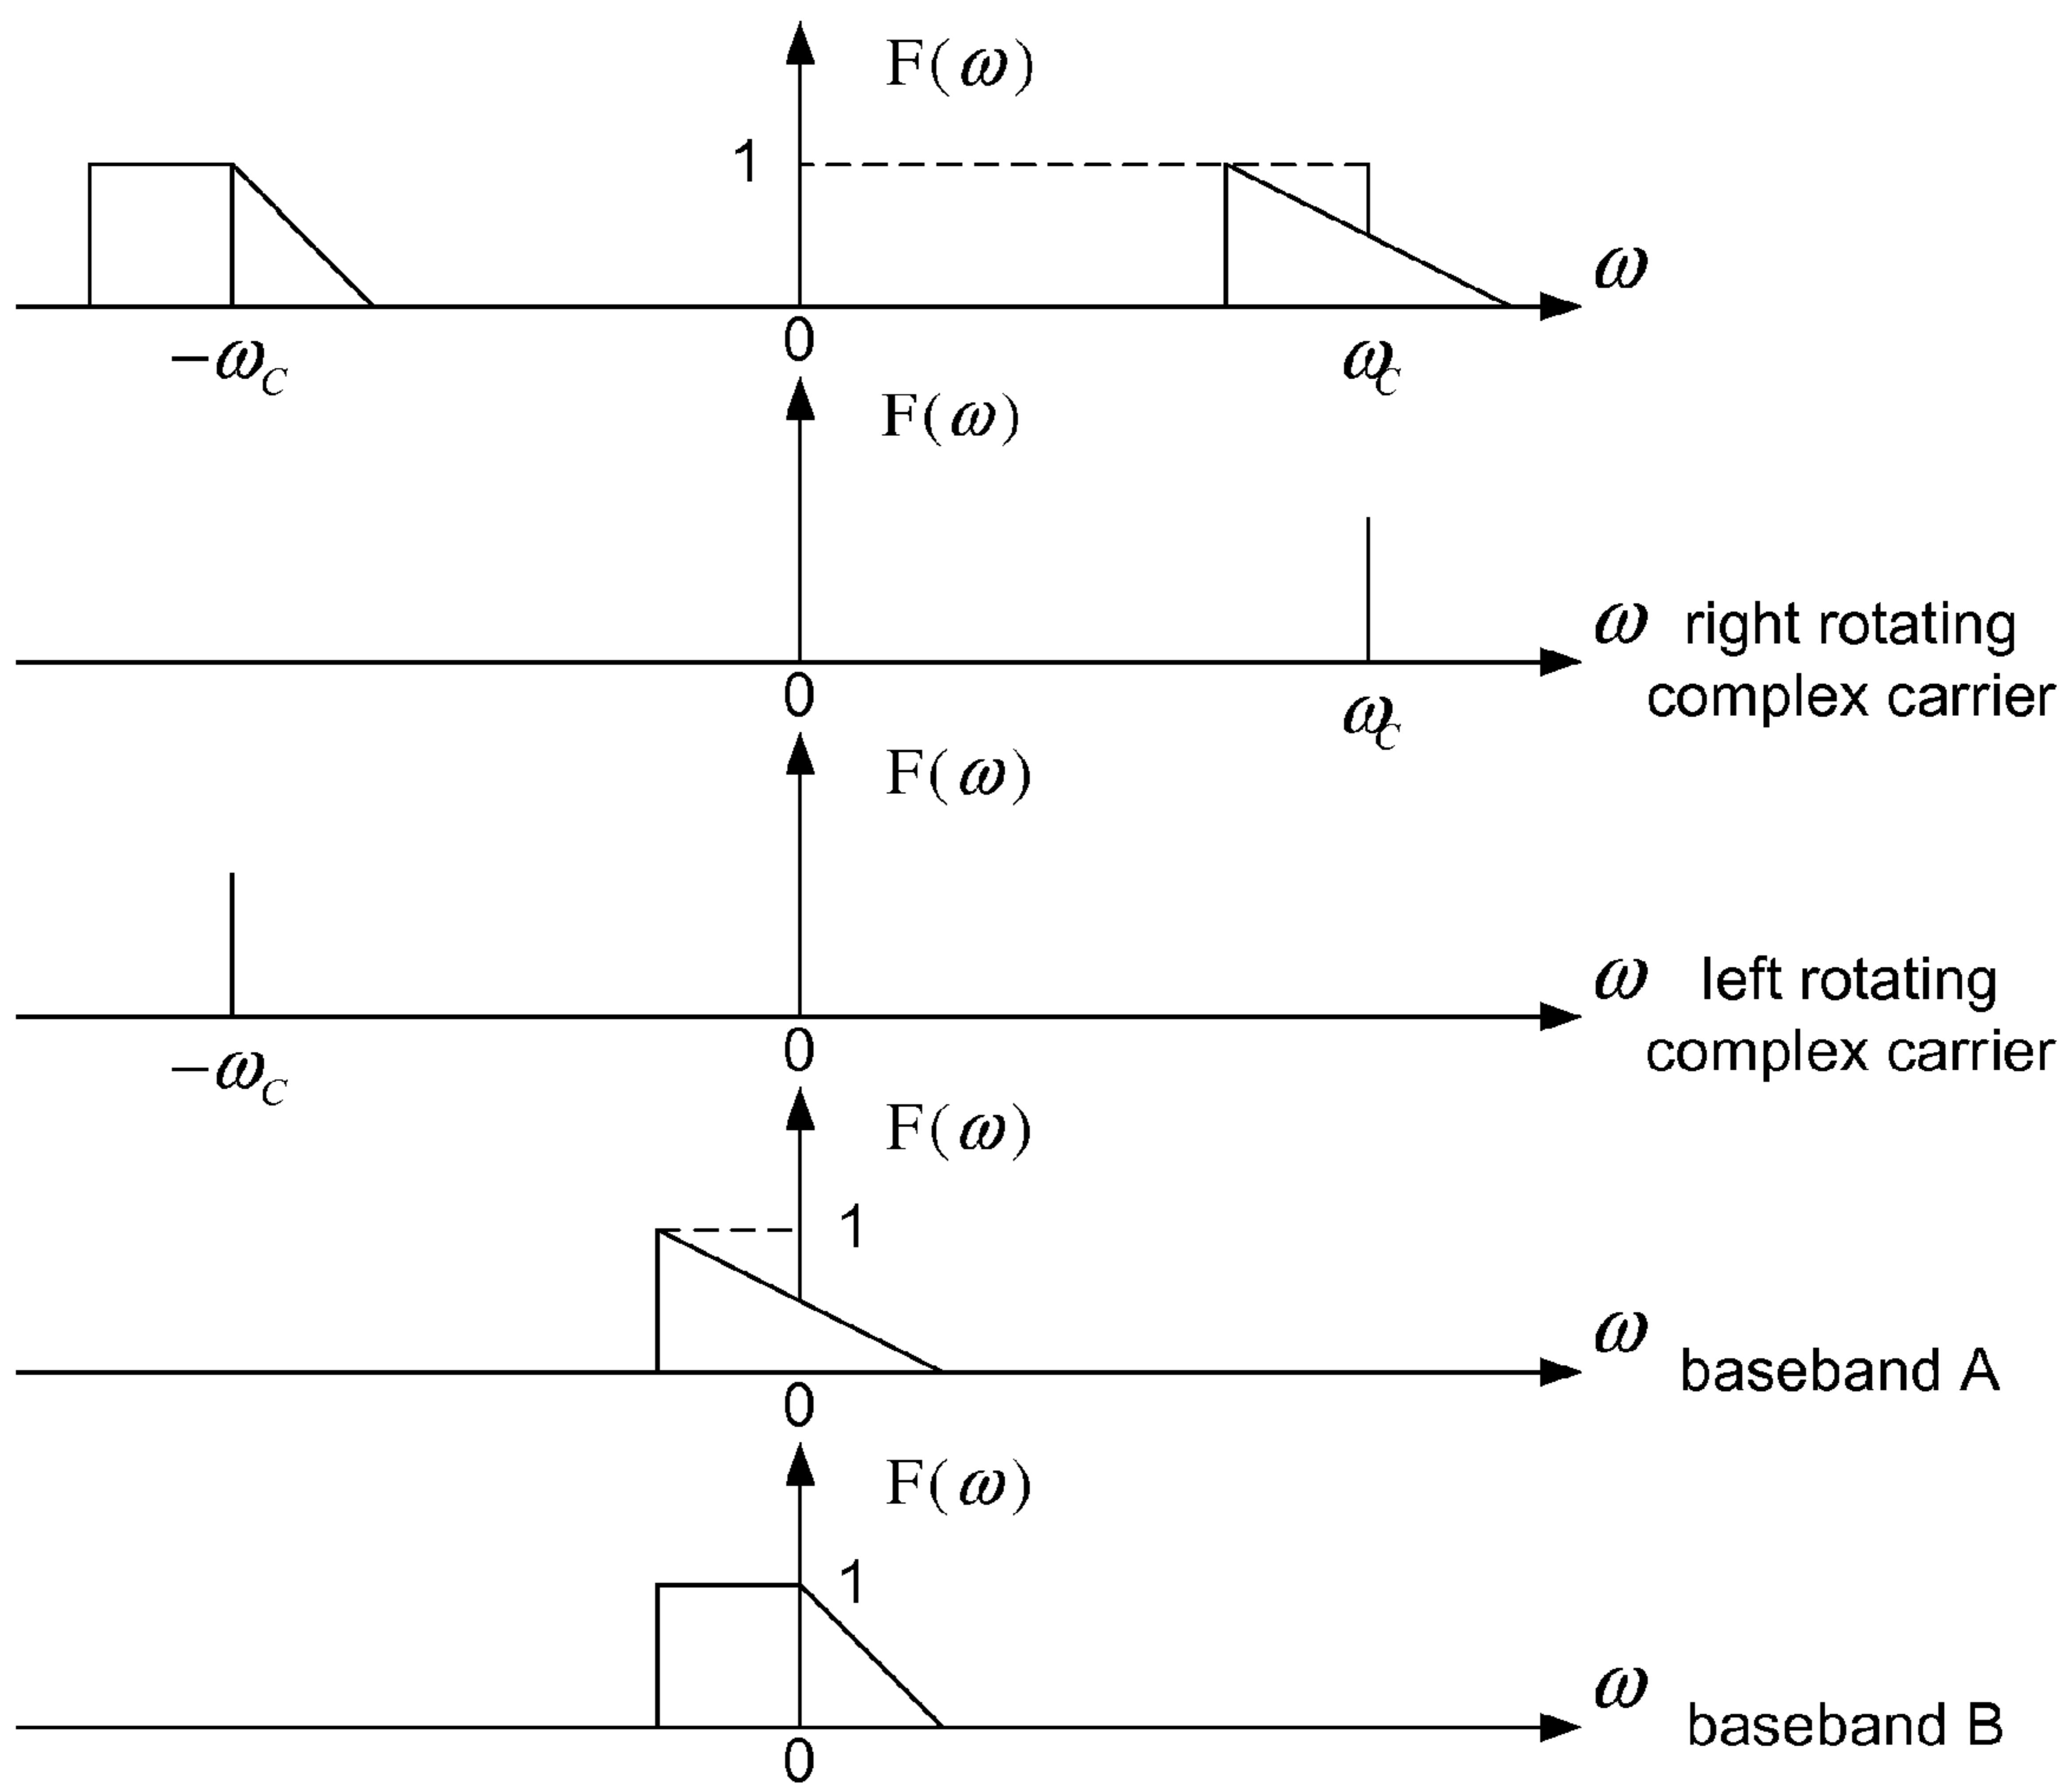 F(ω)
1
ω
−ω_C 0 ω_C
F(ω)
ω right rotating
complex carrier
0 ω_C
F(ω)
ω left rotating
complex carrier
−ω_C 0
F(ω)
1
ω
baseband A
0
F(ω)
1
ω
baseband B
0